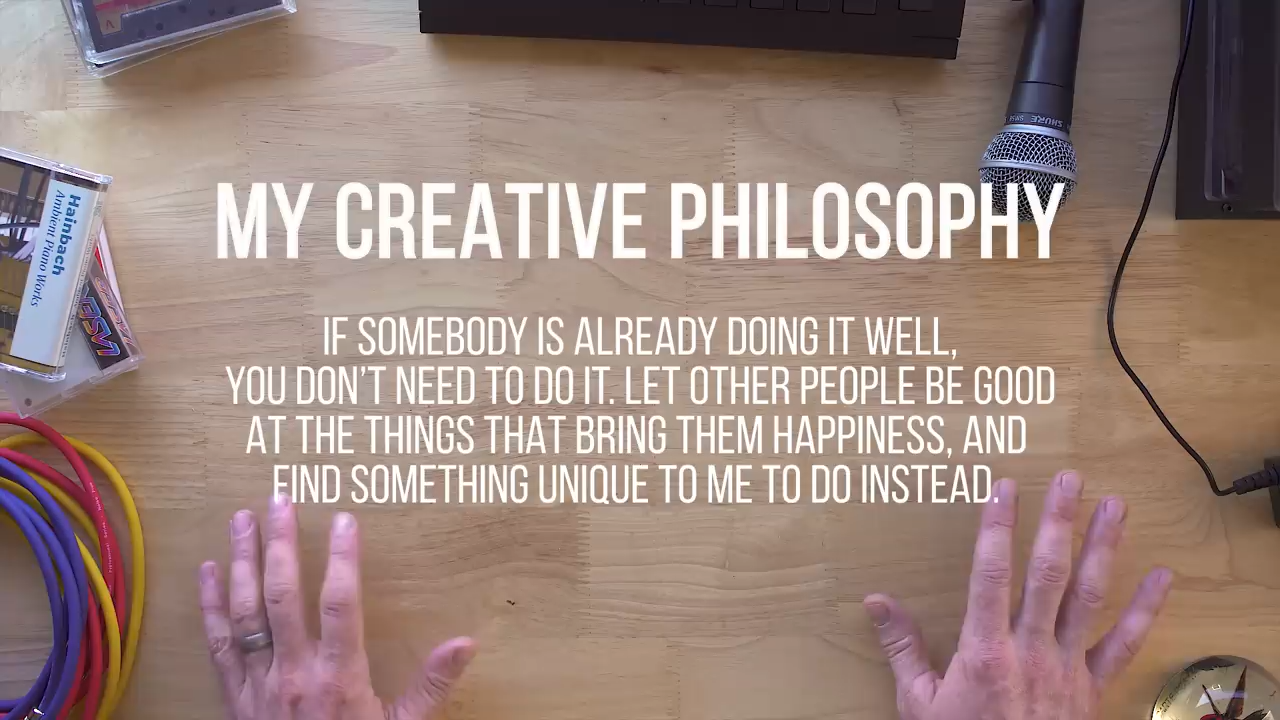 MY CREATIVE PHILOSOPHY
IF SOMEBODY IS ALREADY DOING IT WELL,
YOU DON'T NEED TO DO IT. LET OTHER PEOPLE BE GOOD
AT THE THINGS THAT BRING THEM HAPPINESS, AND
FIND SOMETHING UNIQUE TO ME TO DO INSTEAD.
SHURE
Hainbach
Ambient Piano Works
A